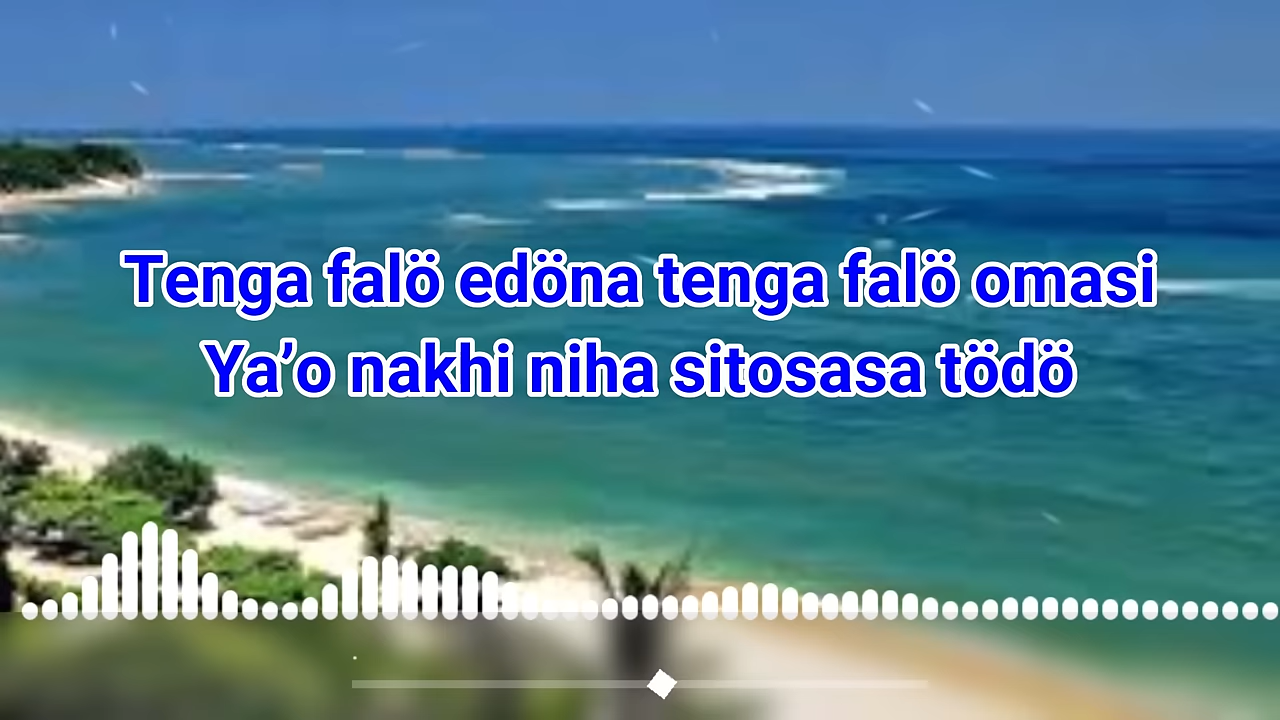 Tenga falö edöna tenga falö omasi
Ya’o nakhi niha sitosasa tödö